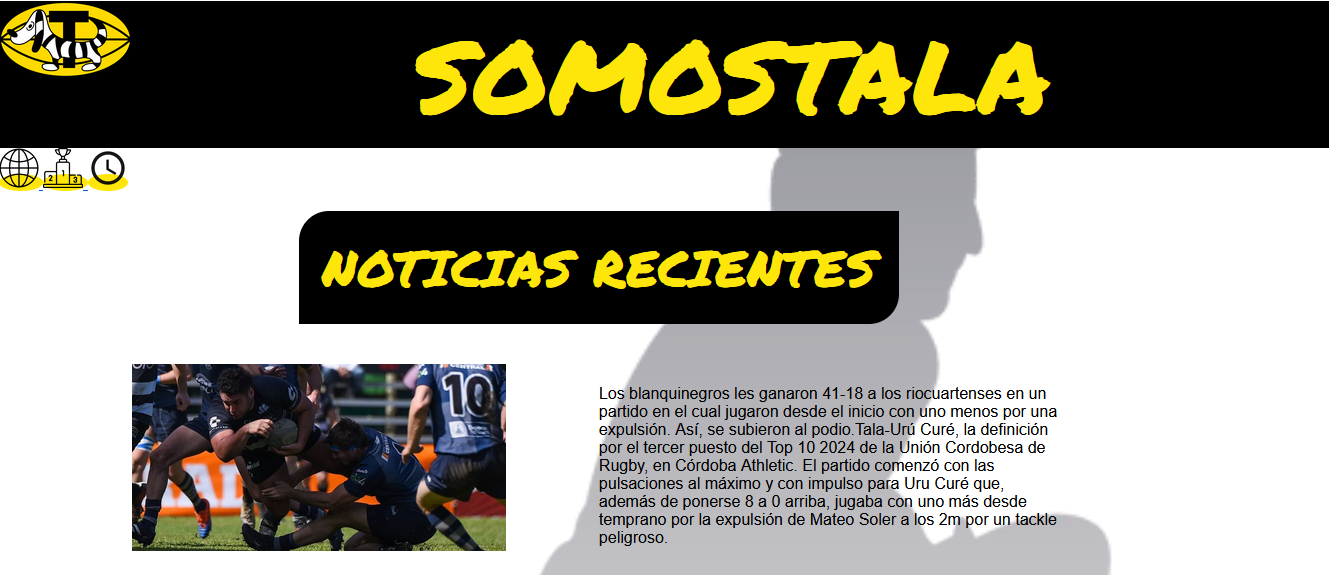 T
SOMOSTALA
2 1 3
NOTICIAS RECIENTES
10
Los blanquinegros les ganaron 41-18 a los riocuartenses en un
partido en el cual jugaron desde el inicio con uno menos por una
expulsión. Así, se subieron al podio.Tala-Urú Curé, la definición
por el tercer puesto del Top 10 2024 de la Unión Cordobesa de
Rugby, en Córdoba Athletic. El partido comenzó con las
pulsaciones al máximo y con impulso para Uru Curé que,
además de ponerse 8 a 0 arriba, jugaba con uno más desde
temprano por la expulsión de Mateo Soler a los 2m por un tackle
peligroso.